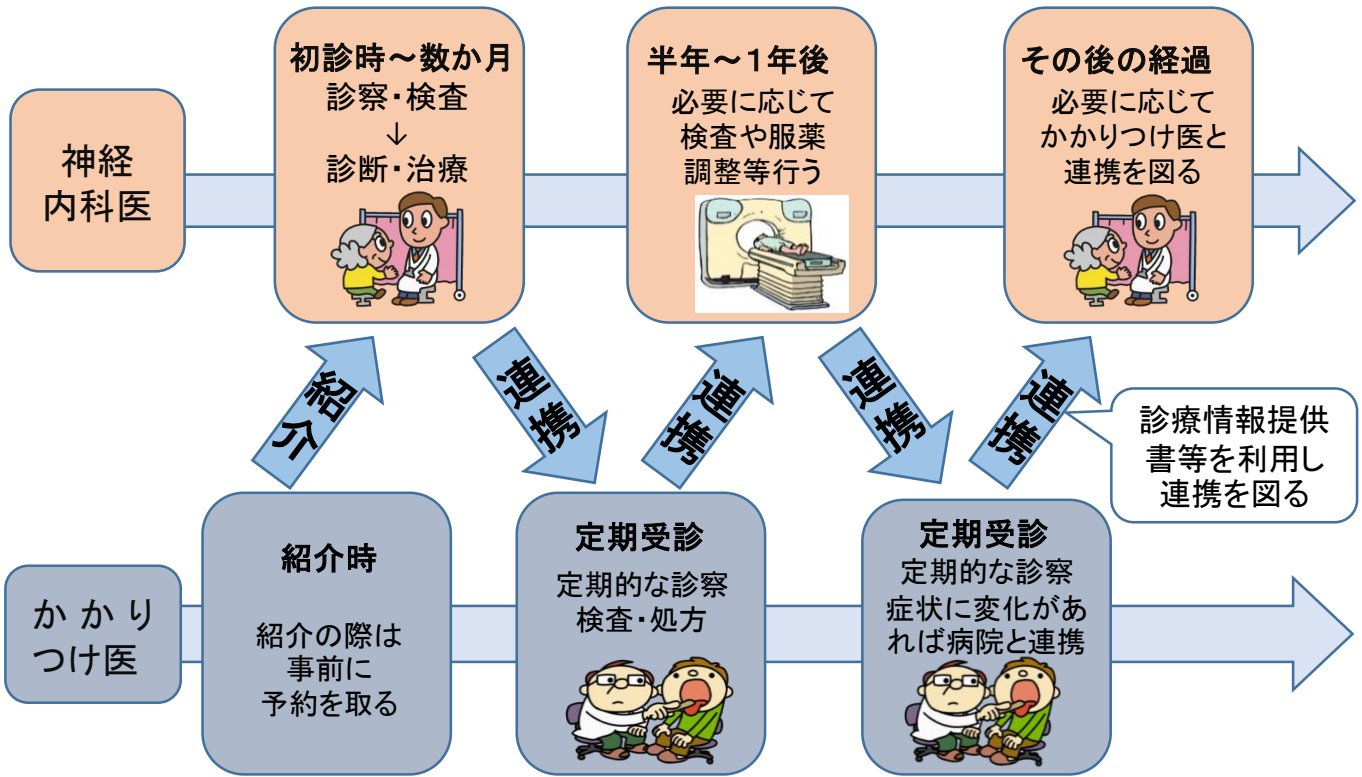 神経
内科医
初診時～数か月
診察・検査
↓
診断・治療
半年～1年後
必要に応じて
検査や服薬
調整等行う
その後の経過
必要に応じて
かかりつけ医と
連携を図る
紹介
連携
連携
連携
連携
診療情報提供
書等を利用し
連携を図る
かかり
つけ医
紹介時
紹介の際は
事前に
予約を取る
定期受診
定期的な診察
検査・処方
定期受診
定期的な診察
症状に変化があ
れば病院と連携